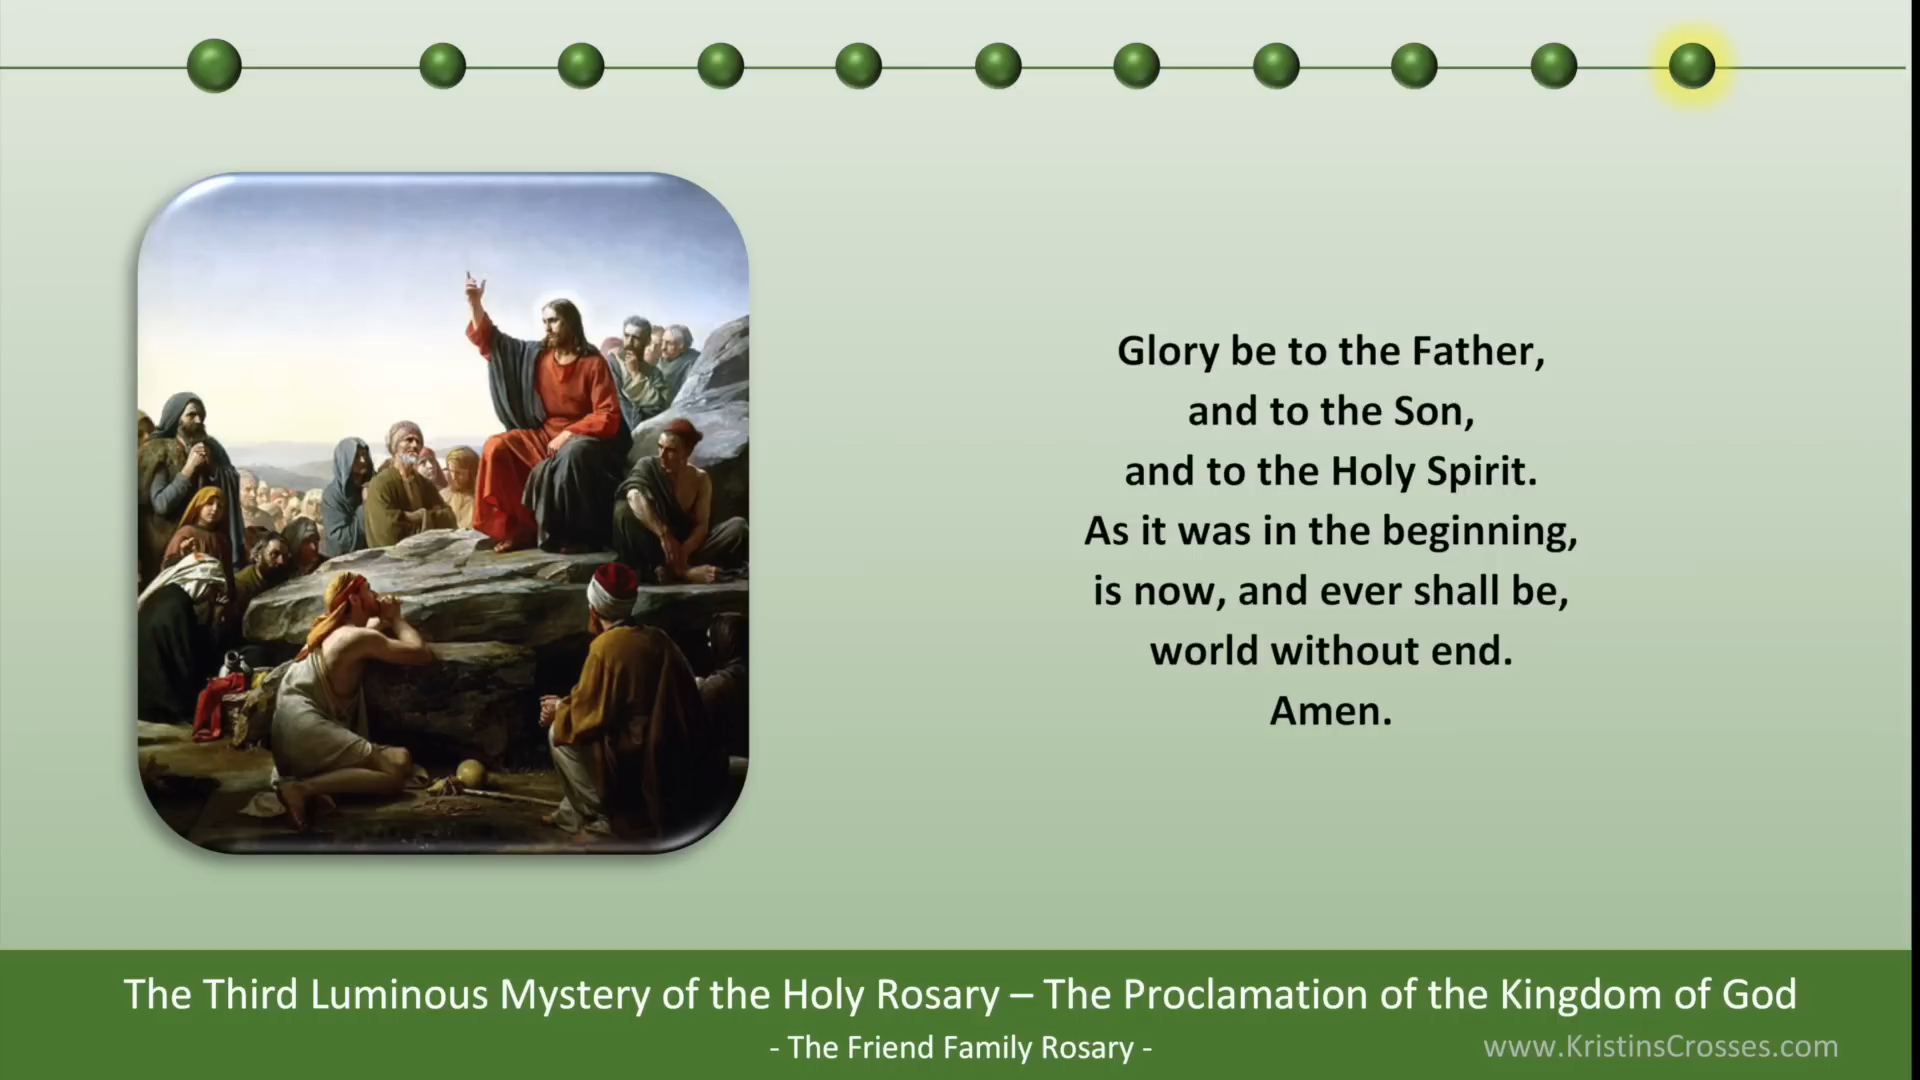 Glory be to the Father,
and to the Son,
and to the Holy Spirit.
As it was in the beginning,
is now, and ever shall be,
world without end.
Amen.
The Third Luminous Mystery of the Holy Rosary – The Proclamation of the Kingdom of God
- The Friend Family Rosary -
www.KristinsCrosses.com